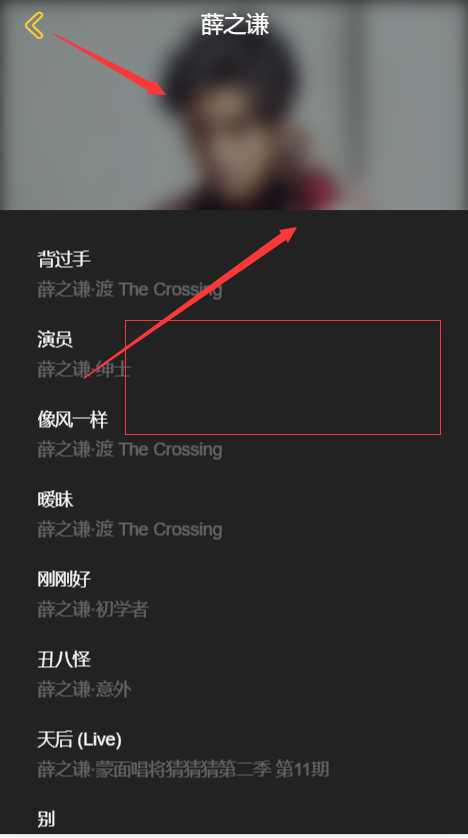 薛之谦
背过手
薛之谦·渡 The Crossing
演员
薛之谦·绅士
像风一样
薛之谦·渡 The Crossing
暧昧
薛之谦·渡 The Crossing
刚刚好
薛之谦·初学者
丑八怪
薛之谦·意外
天后 (Live)
薛之谦·蒙面唱将猜猜猜第二季 第11期
别